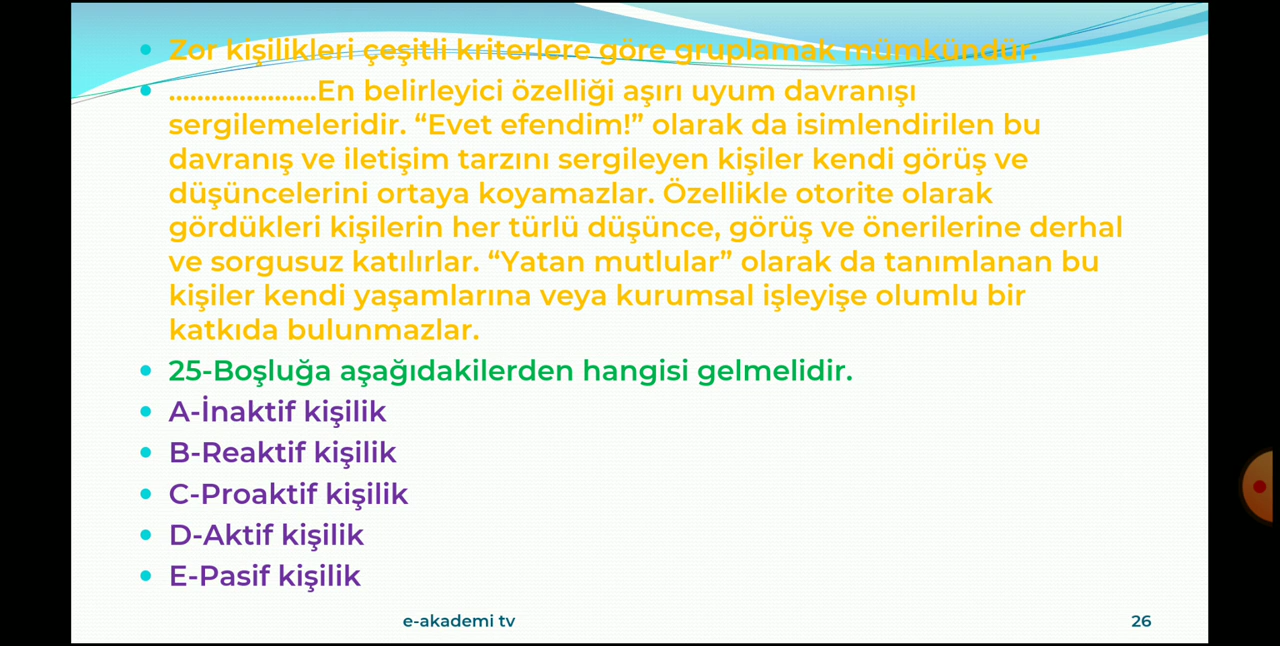 Zor kişilikleri çeşitli kriterlere göre gruplamak mümkündür.
.....................En belirleyici özelliği aşırı uyum davranışı
sergilemeleridir. “Evet efendim!” olarak da isimlendirilen bu
davranış ve iletişim tarzını sergileyen kişiler kendi görüş ve
düşüncelerini ortaya koyamazlar. Özellikle otorite olarak
gördükleri kişilerin her türlü düşünce, görüş ve önerilerine derhal
ve sorgusuz katılırlar. “Yatan mutlular” olarak da tanımlanan bu
kişiler kendi yaşamlarına veya kurumsal işleyişe olumlu bir
katkıda bulunmazlar.
25-Boşluğa aşağıdakilerden hangisi gelmelidir.
A-İnaktif kişilik
B-Reaktif kişilik
C-Proaktif kişilik
D-Aktif kişilik
E-Pasif kişilik
e-akademi tv
26